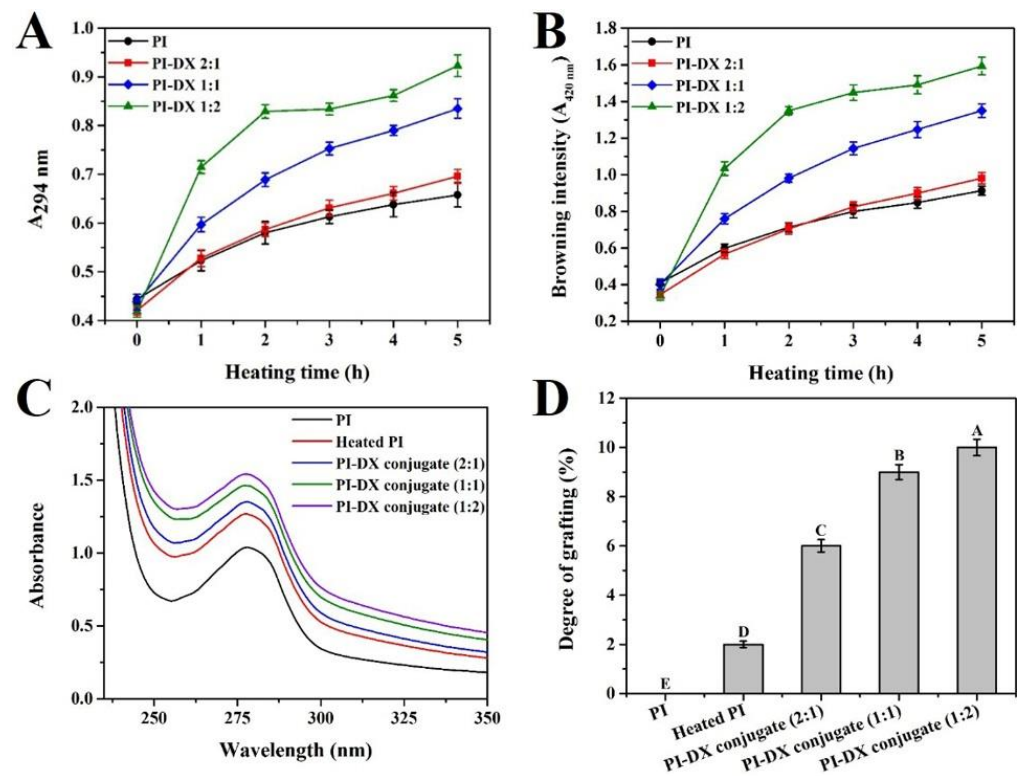 A
PI
PI-DX 2:1
PI-DX 1:1
PI-DX 1:2
1.0
0.9
0.8
0.7
0.6
0.5
0.4
A294 nm
0 1 2 3 4 5
Heating time (h)
B
PI
PI-DX 2:1
PI-DX 1:1
PI-DX 1:2
1.8
1.6
1.4
1.2
1.0
0.8
0.6
0.4
0.2
Browning intensity (A420 nm)
0 1 2 3 4 5
Heating time (h)
C
PI
Heated PI
PI-DX conjugate (2:1)
PI-DX conjugate (1:1)
PI-DX conjugate (1:2)
2.0
1.5
1.0
0.5
0.0
Absorbance
250 275 300 325 350
Wavelength (nm)
D
12
10
8
6
4
2
0
Degree of grafting (%)
E
D
C
B
A
PI
Heated PI
PI-DX conjugate (2:1)
PI-DX conjugate (1:1)
PI-DX conjugate (1:2)